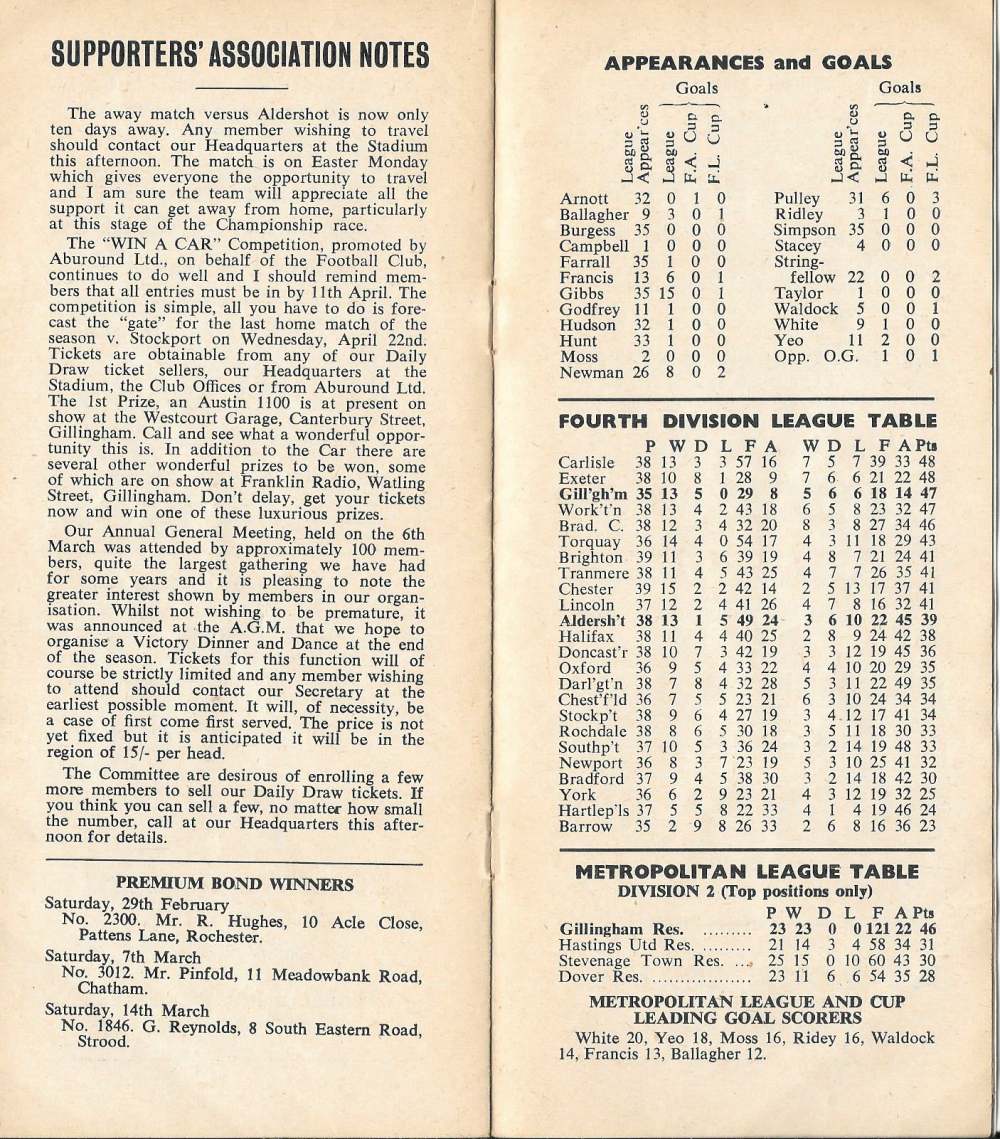 SUPPORTERS' ASSOCIATION NOTES
The away match versus Aldershot is now only
ten days away. Any member wishing to travel
should contact our Headquarters at the Stadium
this afternoon. The match is on Easter Monday
which gives everyone the opportunity to travel
and I am sure the team will appreciate all the
support it can get away from home, particularly
at this stage of the Championship race.
The "WIN A CAR" Competition, promoted by
Aburound Ltd., on behalf of the Football Club,
continues to do well and I should remind mem-
bers that all entries must be in by 11th April. The
competition is simple, all you have to do is fore-
cast the "gate" for the last home match of the
season v. Stockport on Wednesday, April 22nd.
Tickets are obtainable from any of our Daily
Draw ticket sellers, our Headquarters at the
Stadium, the Club Offices or from Aburound Ltd.
The 1st Prize, an Austin 1100 is at present on
show at the Westcourt Garage, Canterbury Street,
Gillingham. Call and see what a wonderful oppor-
tunity this is. In addition to the Car there are
several other wonderful prizes to be won, some
of which are on show at Franklin Radio, Watling
Street, Gillingham. Don't delay, get your tickets
now and win one of these luxurious prizes.
Our Annual General Meeting, held on the 6th
March was attended by approximately 100 mem-
bers, quite the largest gathering we have had
for some years and it is pleasing to note the
greater interest shown by members in our organ-
isation. Whilst not wishing to be premature, it
was announced at the A.G.M. that we hope to
organise a Victory Dinner and Dance at the end
of the season. Tickets for this function will of
course be strictly limited and any member wishing
to attend should contact our Secretary at the
earliest possible moment. It will, of necessity, be
a case of first come first served. The price is not
yet fixed but it is anticipated it will be in the
region of 15/- per head.
The Committee are desirous of enrolling a few
more members to sell our Daily Draw tickets. If
you think you can sell a few, no matter how small
the number, call at our Headquarters this after-
noon for details.
PREMIUM BOND WINNERS
Saturday, 29th February
No. 2300. Mr. R. Hughes, 10 Acle Close,
Pattens Lane, Rochester.
Saturday, 7th March
No. 3012. Mr. Pinfold, 11 Meadowbank Road,
Chatham.
Saturday, 14th March
No. 1846. G. Reynolds, 8 South Eastern Road,
Strood.
APPEARANCES and GOALS
Goals
League Appear'ces League F.A. Cup F.L. Cup
Arnott 32 0 1 0
Ballagher 9 3 0 1
Burgess 35 0 0 0
Campbell 1 0 0 0
Farrall 35 1 0 0
Francis 13 6 0 1
Gibbs 35 15 0 1
Godfrey 11 1 0 0
Hudson 32 1 0 0
Hunt 33 1 0 0
Moss 2 0 0 0
Newman 26 8 0 2
Goals
League Appear'ces League F.A. Cup F.L. Cup
Pulley 31 6 0 3
Ridley 3 1 0 0
Simpson 35 0 0 0
Stacey 4 0 0 0
String-
fellow 22 0 0 2
Taylor 1 0 0 0
Waldock 5 0 0 1
White 9 1 0 0
Yeo 11 2 0 0
Opp. O.G. 1 0 1
FOURTH DIVISION LEAGUE TABLE
P W D L F A W D L F A Pts
Carlisle 38 13 3 3 57 16 7 5 7 39 33 48
Exeter 38 10 8 1 28 9 7 6 6 21 22 48
Gill'gh'm 35 13 5 0 29 8 5 6 6 18 14 47
Work't'n 38 13 4 2 43 18 6 5 8 23 32 47
Brad. C. 38 12 3 4 32 20 8 3 8 27 34 46
Torquay 36 14 4 0 54 17 4 3 11 18 29 43
Brighton 39 11 3 6 39 19 4 8 7 21 24 41
Tranmere 38 11 4 5 43 25 4 7 7 26 35 41
Chester 39 15 2 2 42 14 2 5 13 17 37 41
Lincoln 37 12 2 4 41 26 4 7 8 16 32 41
Aldersh't 38 13 1 5 49 24 3 6 10 22 45 39
Halifax 38 11 4 4 40 25 2 8 9 24 42 38
Doncast'r 38 10 7 3 42 19 3 3 12 19 45 36
Oxford 36 9 5 4 33 22 4 4 10 20 29 35
Darl'gt'n 38 7 8 4 32 28 5 3 11 22 49 35
Chest'f'ld 36 7 5 5 23 21 6 3 10 24 34 34
Stockp't 38 9 6 4 27 19 3 4 12 17 41 34
Rochdale 38 8 6 5 30 18 3 5 11 18 30 33
Southp't 37 10 5 3 36 24 3 2 14 19 48 33
Newport 36 8 3 7 23 19 5 3 10 25 41 32
Bradford 37 9 4 5 38 30 3 2 14 18 42 30
York 36 6 2 9 23 21 4 3 12 19 32 25
Hartlep'ls 37 5 5 8 22 33 4 1 4 19 46 24
Barrow 35 2 9 8 26 33 2 6 8 16 36 23
METROPOLITAN LEAGUE TABLE
DIVISION 2 (Top positions only)
P W D L F A Pts
Gillingham Res. ......... 23 23 0 0 121 22 46
Hastings Utd Res. ......... 21 14 3 4 58 34 31
Stevenage Town Res. .... 25 15 0 10 60 43 30
Dover Res. .................. 23 11 6 6 54 35 28
METROPOLITAN LEAGUE AND CUP
LEADING GOAL SCORERS
White 20, Yeo 18, Moss 16, Ridey 16, Waldock
14, Francis 13, Ballagher 12.